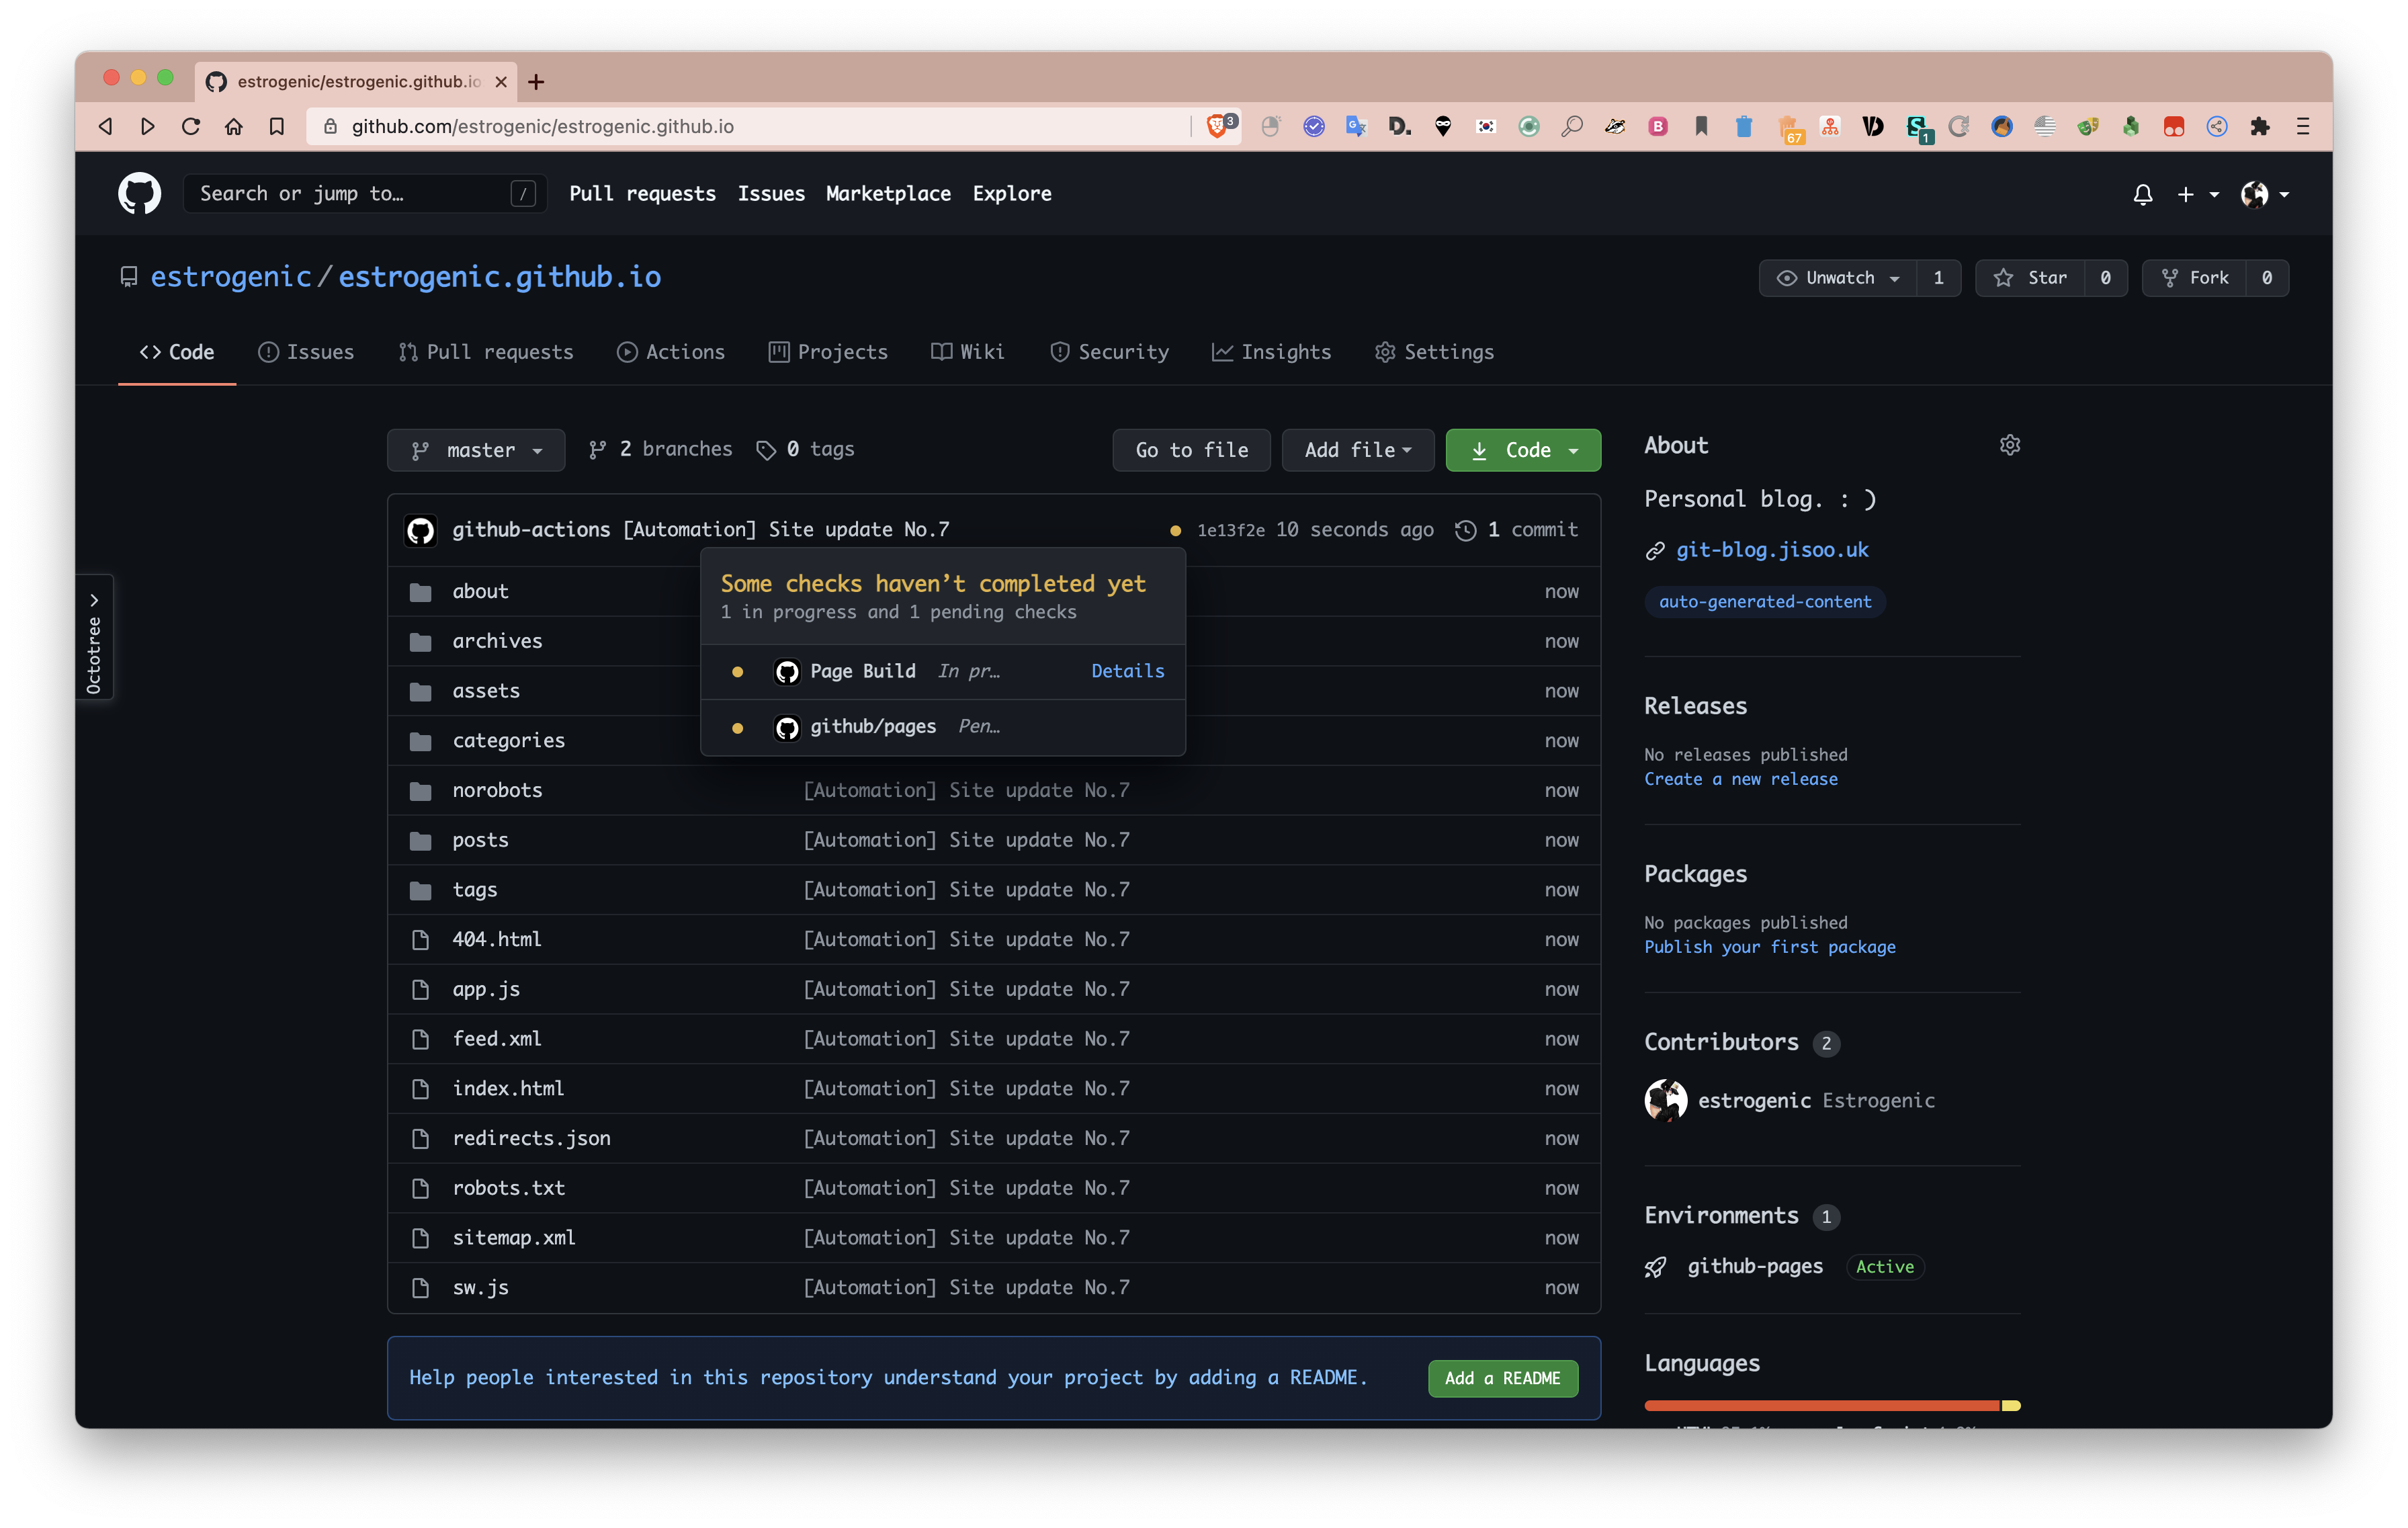 estrogenic/estrogenic.github.io
github.com/estrogenic/estrogenic.github.io
3
D.
B
67
1
Search or jump to…
/
Pull requests
Issues
Marketplace
Explore
estrogenic/estrogenic.github.io
Unwatch 1
Star 0
Fork 0
Code
Issues
Pull requests
Actions
Projects
Wiki
Security
Insights
Settings
master
2 branches
0 tags
Go to file
Add file
Code
github-actions [Automation] Site update No.7
1e13f2e 10 seconds ago
1 commit
Some checks haven’t completed yet
1 in progress and 1 pending checks
Page Build In pr… Details
github/pages Pen…
about now
archives now
assets now
categories now
norobots [Automation] Site update No.7 now
posts [Automation] Site update No.7 now
tags [Automation] Site update No.7 now
404.html [Automation] Site update No.7 now
app.js [Automation] Site update No.7 now
feed.xml [Automation] Site update No.7 now
index.html [Automation] Site update No.7 now
redirects.json [Automation] Site update No.7 now
robots.txt [Automation] Site update No.7 now
sitemap.xml [Automation] Site update No.7 now
sw.js [Automation] Site update No.7 now
Help people interested in this repository understand your project by adding a README.
Add a README
Octotree
About
Personal blog. : )
git-blog.jisoo.uk
auto-generated-content
Releases
No releases published
Create a new release
Packages
No packages published
Publish your first package
Contributors 2
estrogenic Estrogenic
Environments 1
github-pages Active
Languages